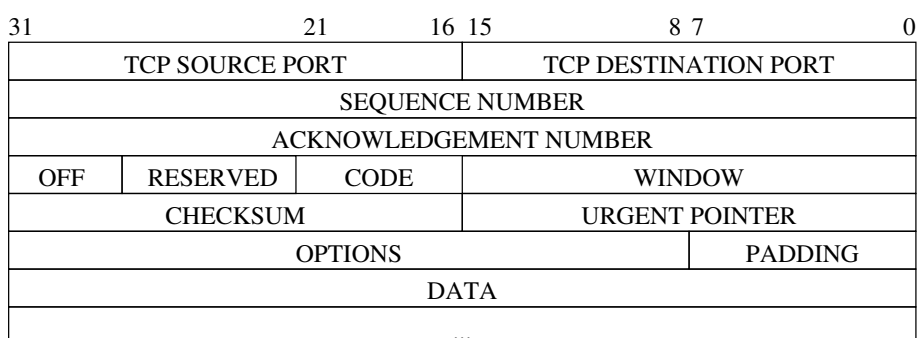 31 21 16 15 8 7 0
TCP SOURCE PORT TCP DESTINATION PORT
SEQUENCE NUMBER
ACKNOWLEDGEMENT NUMBER
OFF RESERVED CODE WINDOW
CHECKSUM URGENT POINTER
OPTIONS PADDING
DATA
...